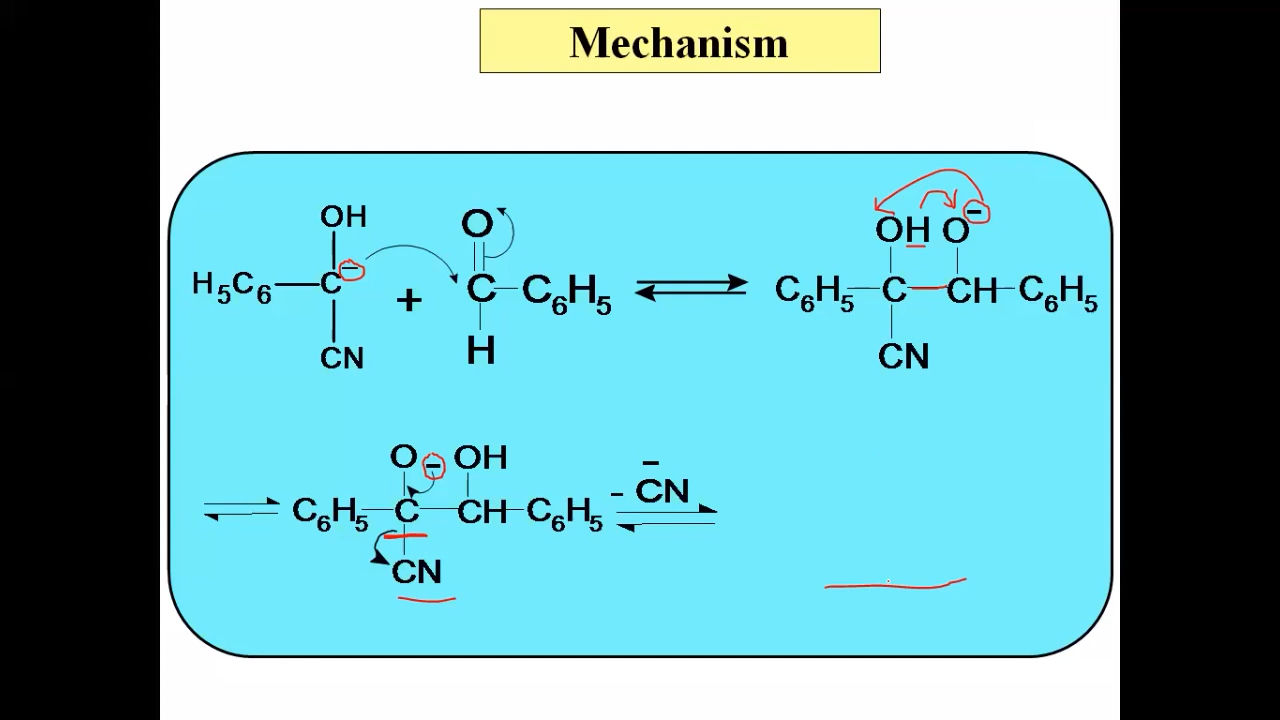 Mechanism
OH
H5C6—C−
CN
+
O
C—C6H5
H
OH O−
C6H5—C—CH—C6H5
CN
O− OH
C6H5—C—CH—C6H5
CN
- −CN